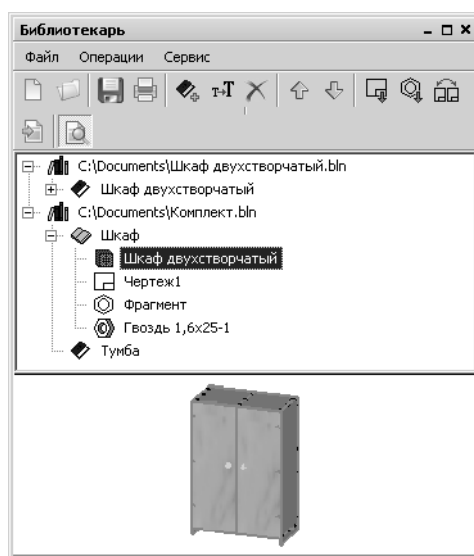 Библиотекарь
Файл Операции Сервис
т→T
C:\Documents\Шкаф двухстворчатый.bln
Шкаф двухстворчатый
C:\Documents\Комплект.bln
Шкаф
Шкаф двухстворчатый
Чертеж1
Фрагмент
Гвоздь 1,6х25-1
Тумба